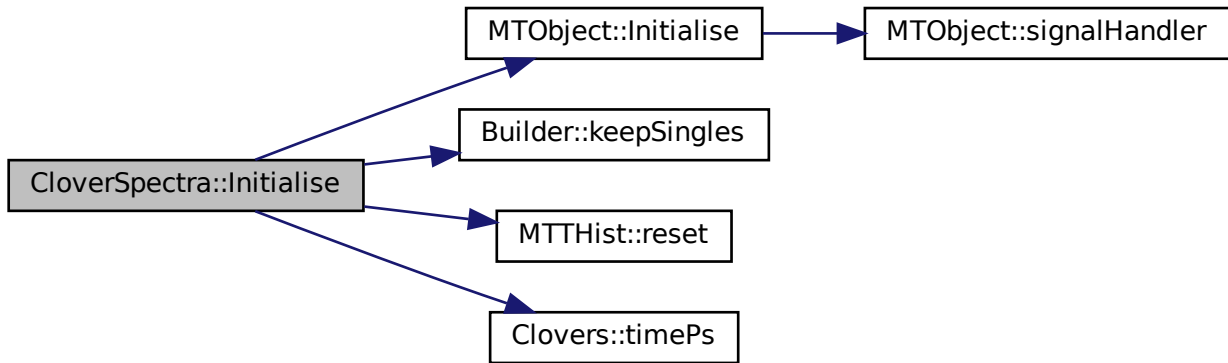 MTObject::Initialise
MTObject::signalHandler
Builder::keepSingles
CloverSpectra::Initialise
MTTHist::reset
Clovers::timePs